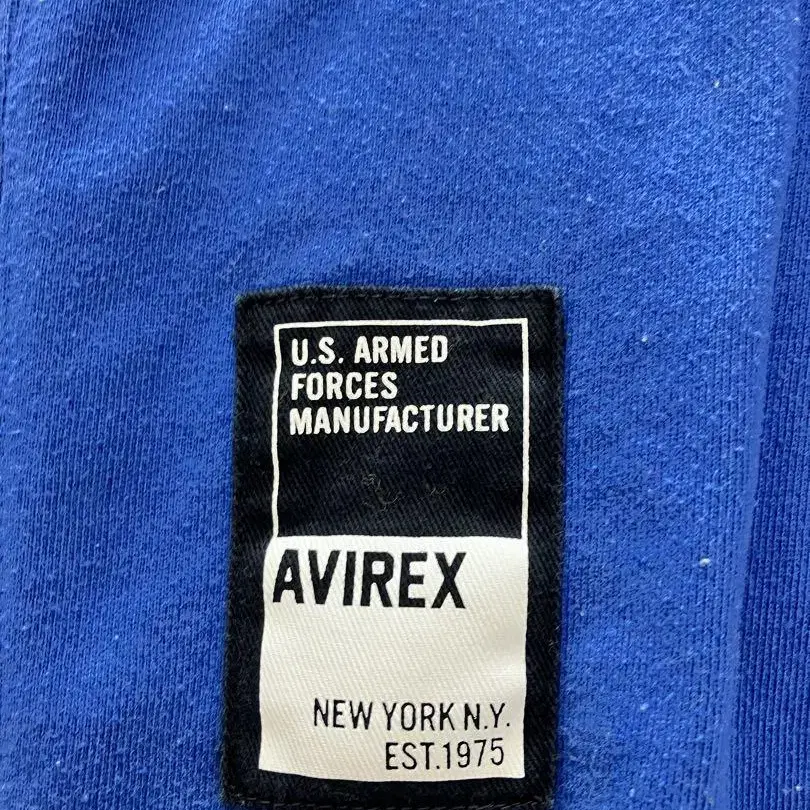 U.S. ARMED
FORCES
MANUFACTURER
AVIREX
NEW YORK N.Y.
EST.1975